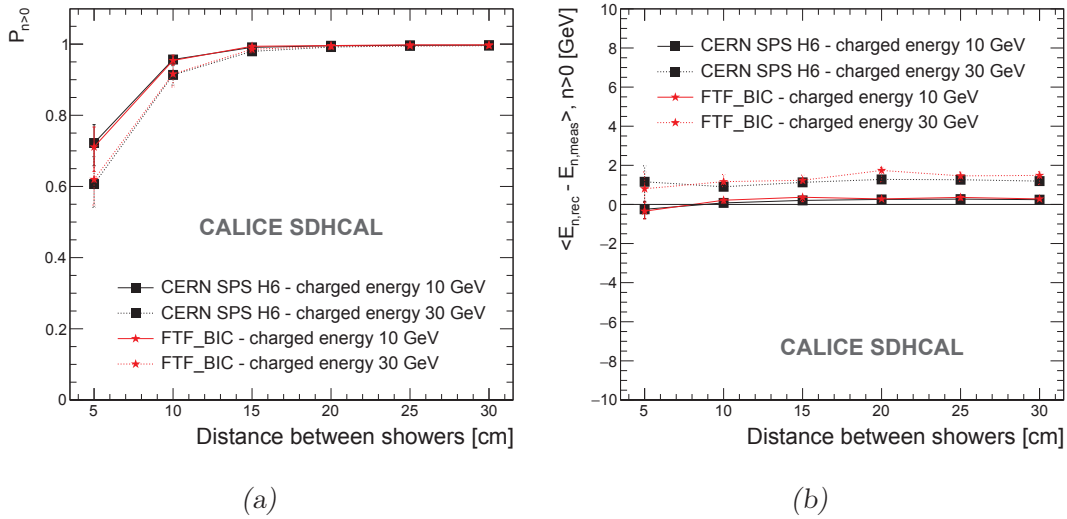 P n>0
1
0.8
0.6
0.4
0.2
0
5 10 15 20 25 30
Distance between showers [cm]
CALICE SDHCAL
CERN SPS H6 - charged energy 10 GeV
CERN SPS H6 - charged energy 30 GeV
FTF_BIC - charged energy 10 GeV
FTF_BIC - charged energy 30 GeV
(a)
<E n,rec - E n,meas>, n>0 [GeV]
10
8
6
4
2
0
−2
−4
−6
−8
−10
5 10 15 20 25 30
Distance between showers [cm]
CERN SPS H6 - charged energy 10 GeV
CERN SPS H6 - charged energy 30 GeV
FTF_BIC - charged energy 10 GeV
FTF_BIC - charged energy 30 GeV
CALICE SDHCAL
(b)